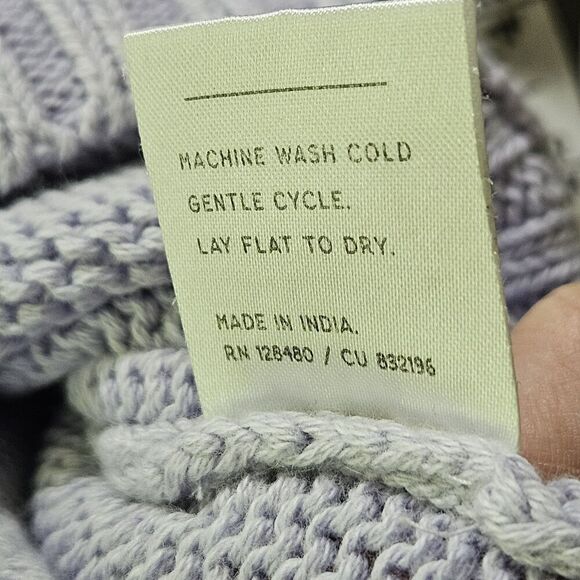 MACHINE WASH COLD
GENTLE CYCLE.
LAY FLAT TO DRY.
MADE IN INDIA.
RN 128480 / CU 832196